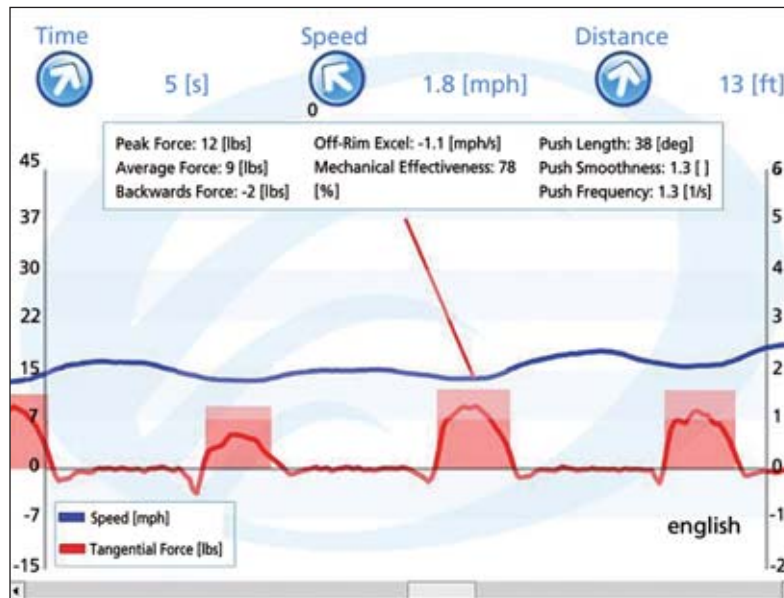 Time Speed Distance
5 [s] 1.8 [mph] 13 [ft]
0
Peak Force: 12 [lbs] Off-Rim Excel: -1.1 [mph/s] Push Length: 38 [deg]
Average Force: 9 [lbs] Mechanical Effectiveness: 78 Push Smoothness: 1.3 [ ]
Backwards Force: -2 [lbs] [%] Push Frequency: 1.3 [1/s]
45 6
37 5
30 4
22 3
15 2
7 1
0 0
-7 -1
-15 -2
Speed [mph]
Tangential Force [lbs]
english